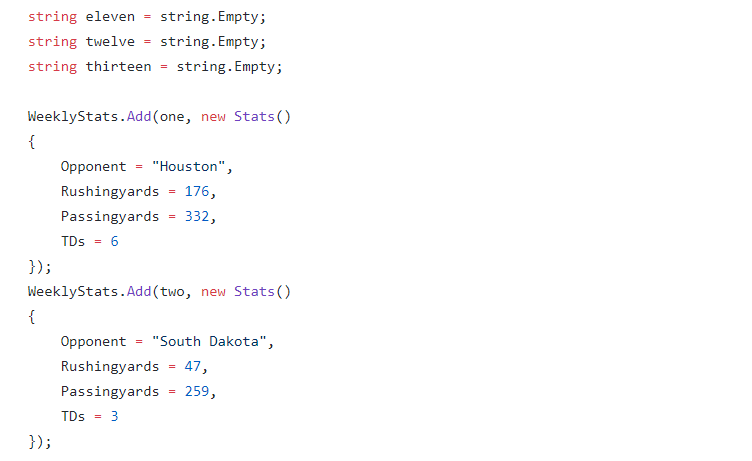 string eleven = string.Empty;
string twelve = string.Empty;
string thirteen = string.Empty;
WeeklyStats.Add(one, new Stats()
{
Opponent = "Houston",
Rushingyards = 176,
Passingyards = 332,
TDs = 6
});
WeeklyStats.Add(two, new Stats()
{
Opponent = "South Dakota",
Rushingyards = 47,
Passingyards = 259,
TDs = 3
});